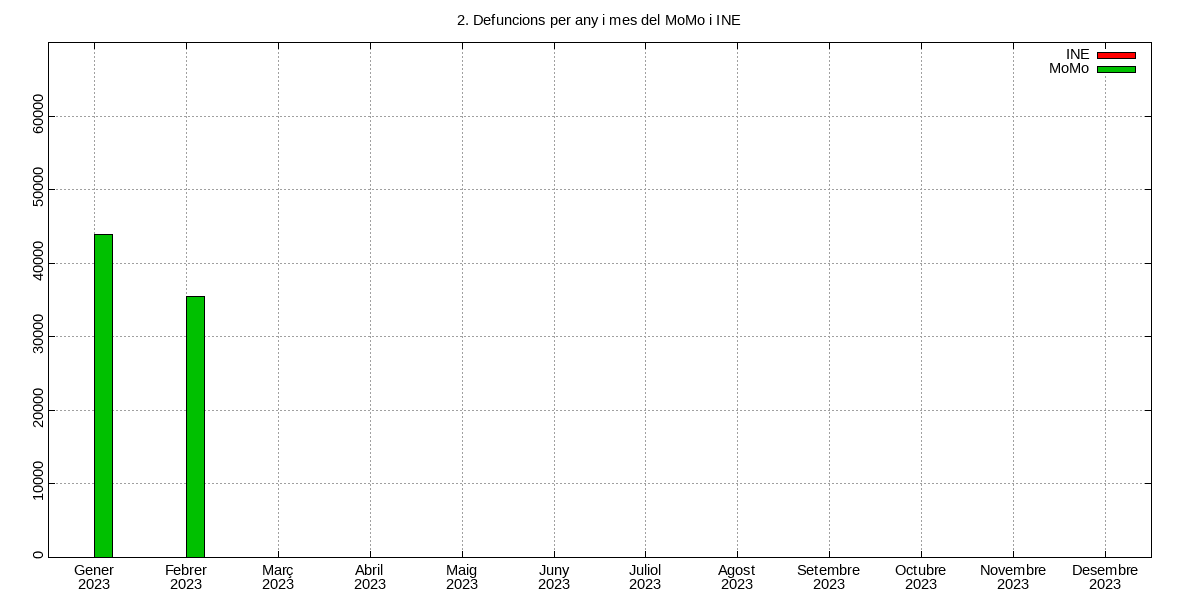 2. Defuncions per any i mes del MoMo i INE
INE
MoMo
60000
50000
40000
30000
20000
10000
0
Gener Febrer Març Abril Maig Juny Juliol Agost Setembre Octubre Novembre Desembre
2023 2023 2023 2023 2023 2023 2023 2023 2023 2023 2023 2023